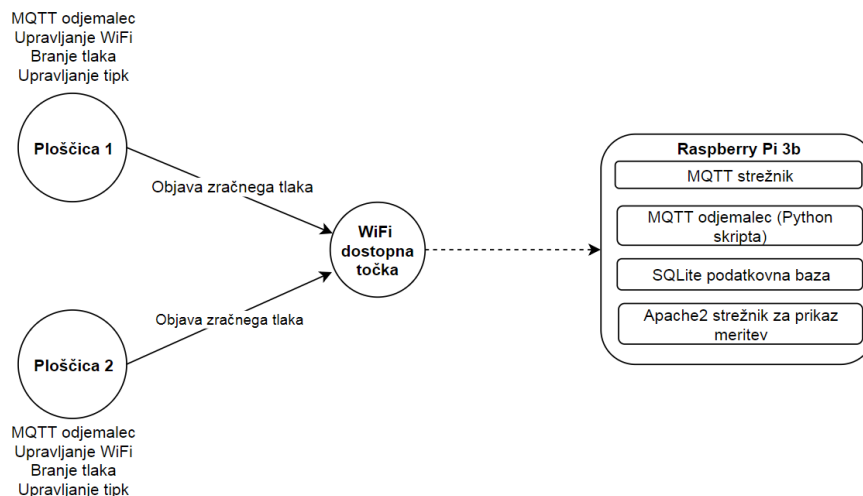 MQTT odjemalec
Upravljanje WiFi
Branje tlaka
Upravljanje tipk
Ploščica 1
Objava zračnega tlaka
WiFi
dostopna
točka
Raspberry Pi 3b
MQTT strežnik
MQTT odjemalec (Python
skripta)
SQLite podatkovna baza
Apache2 strežnik za prikaz
meritev
Objava zračnega tlaka
Ploščica 2
MQTT odjemalec
Upravljanje WiFi
Branje tlaka
Upravljanje tipk